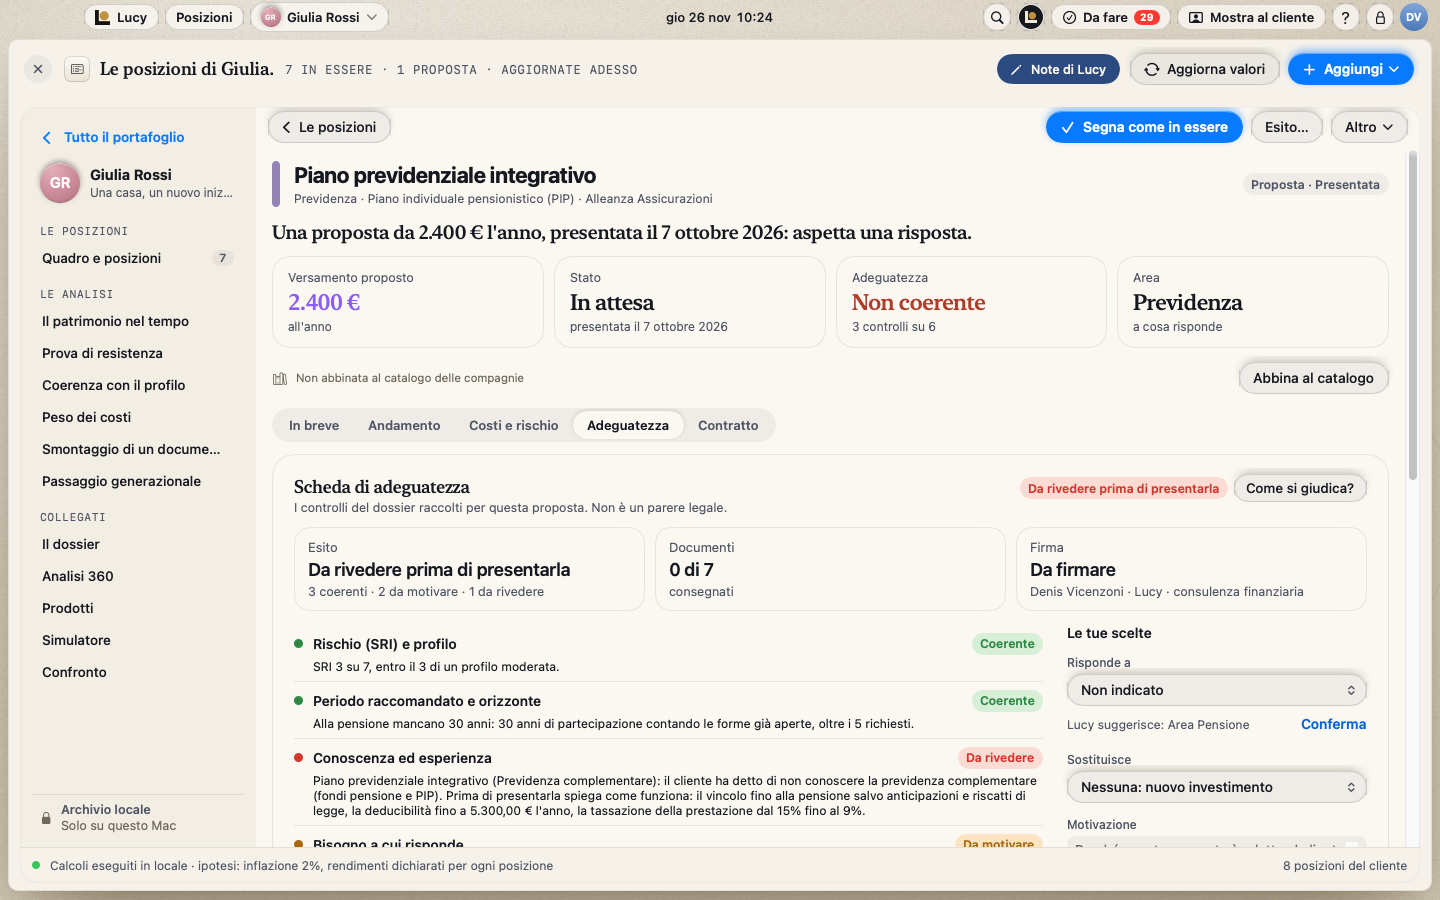 Lucy
Posizioni
GR Giulia Rossi
gio 26 nov 10:24
Da fare 29
Mostra al cliente
?
DV
Le posizioni di Giulia.
7 IN ESSERE · 1 PROPOSTA · AGGIORNATE ADESSO
Note di Lucy
Aggiorna valori
Aggiungi
Tutto il portafoglio
GR
Giulia Rossi
Una casa, un nuovo iniz...
LE POSIZIONI
Quadro e posizioni 7
LE ANALISI
Il patrimonio nel tempo
Prova di resistenza
Coerenza con il profilo
Peso dei costi
Smontaggio di un docume...
Passaggio generazionale
COLLEGATI
Il dossier
Analisi 360
Prodotti
Simulatore
Confronto
Archivio locale
Solo su questo Mac
Le posizioni
Segna come in essere
Esito...
Altro
Piano previdenziale integrativo
Previdenza · Piano individuale pensionistico (PIP) · Alleanza Assicurazioni
Proposta · Presentata
Una proposta da 2.400 € l'anno, presentata il 7 ottobre 2026: aspetta una risposta.
Versamento proposto
2.400 €
all'anno
Stato
In attesa
presentata il 7 ottobre 2026
Adeguatezza
Non coerente
3 controlli su 6
Area
Previdenza
a cosa risponde
Non abbinata al catalogo delle compagnie
Abbina al catalogo
In breve
Andamento
Costi e rischio
Adeguatezza
Contratto
Scheda di adeguatezza
I controlli del dossier raccolti per questa proposta. Non è un parere legale.
Da rivedere prima di presentarla
Come si giudica?
Esito
Da rivedere prima di presentarla
3 coerenti · 2 da motivare · 1 da rivedere
Documenti
0 di 7
consegnati
Firma
Da firmare
Denis Vicenzoni · Lucy · consulenza finanziaria
Rischio (SRI) e profilo
Coerente
SRI 3 su 7, entro il 3 di un profilo moderata.
Periodo raccomandato e orizzonte
Coerente
Alla pensione mancano 30 anni: 30 anni di partecipazione contando le forme già aperte, oltre i 5 richiesti.
Conoscenza ed esperienza
Da rivedere
Piano previdenziale integrativo (Previdenza complementare): il cliente ha detto di non conoscere la previdenza complementare
(fondi pensione e PIP). Prima di presentarla spiega come funziona: il vincolo fino alla pensione salvo anticipazioni e riscatti di
legge, la deducibilità fino a 5.300,00 € l'anno, la tassazione della prestazione dal 15% fino al 9%.
Bisogno a cui risponde
Da motivare
Le tue scelte
Risponde a
Non indicato
Lucy suggerisce: Area Pensione
Conferma
Sostituisce
Nessuna: nuovo investimento
Motivazione
Calcoli eseguiti in locale · ipotesi: inflazione 2%, rendimenti dichiarati per ogni posizione
8 posizioni del cliente